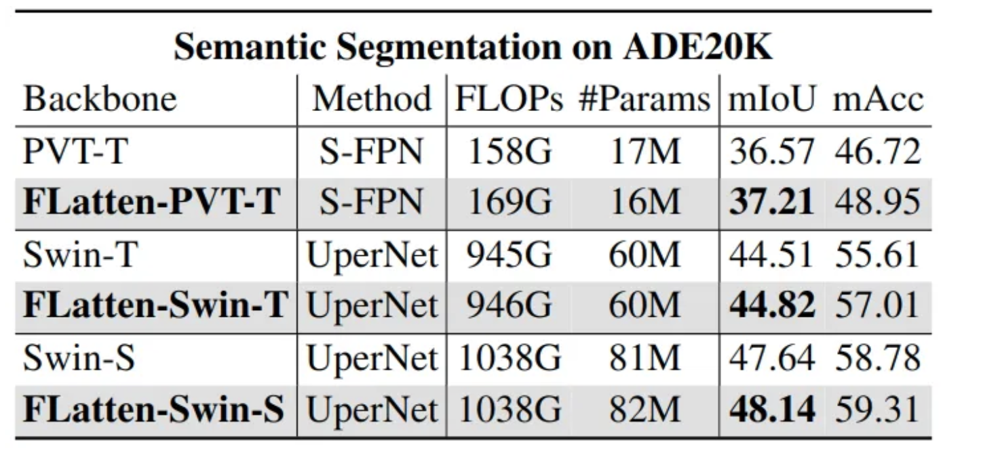 Semantic Segmentation on ADE20K
Backbone Method FLOPs #Params mIoU mAcc
PVT-T S-FPN 158G 17M 36.57 46.72
FLatten-PVT-T S-FPN 169G 16M 37.21 48.95
Swin-T UperNet 945G 60M 44.51 55.61
FLatten-Swin-T UperNet 946G 60M 44.82 57.01
Swin-S UperNet 1038G 81M 47.64 58.78
FLatten-Swin-S UperNet 1038G 82M 48.14 59.31